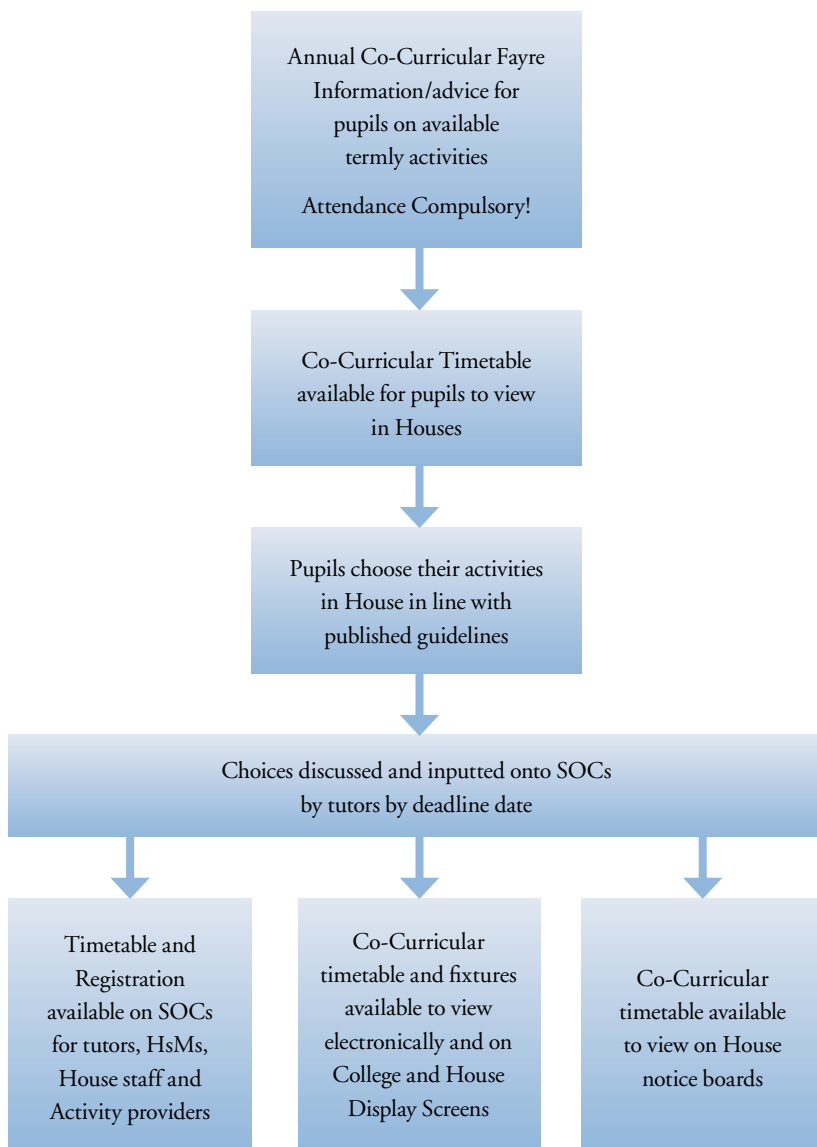 Annual Co-Curricular Fayre
Information/advice for
pupils on available
termly activities
Attendance Compulsory!
Co-Curricular Timetable
available for pupils to view
in Houses
Pupils choose their activities
in House in line with
published guidelines
Choices discussed and inputted onto SOCs
by tutors by deadline date
Timetable and
Registration
available on SOCs
for tutors, HsMs,
House staff and
Activity providers
Co-Curricular
timetable and fixtures
available to view
electronically and on
College and House
Display Screens
Co-Curricular
timetable available
to view on House
notice boards